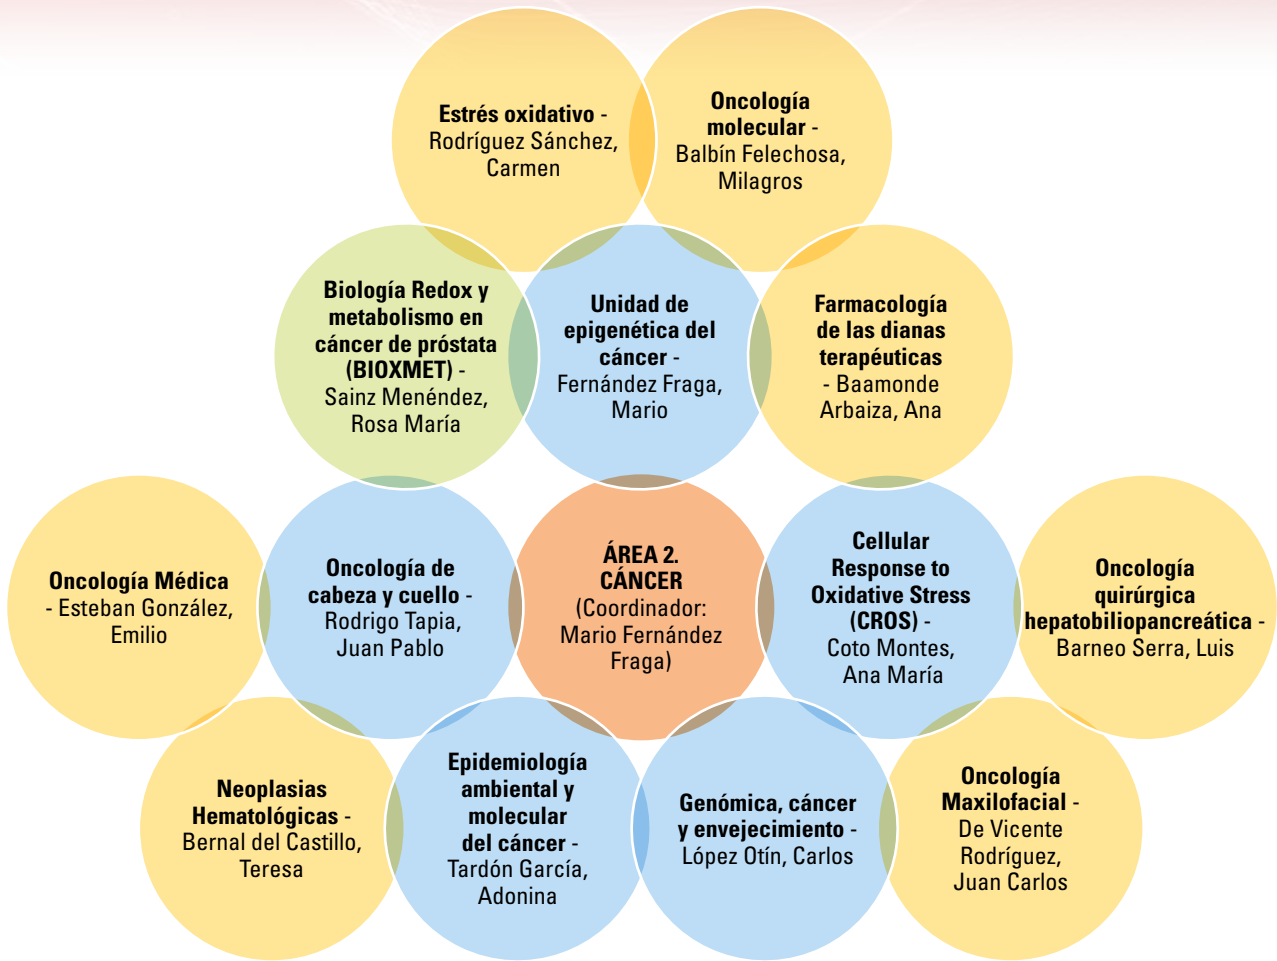 Estrés oxidativo -
Rodríguez Sánchez,
Carmen
Oncología
molecular -
Balbín Felechosa,
Milagros
Biología Redox y
metabolismo en
cáncer de próstata
(BIOXMET) -
Sainz Menéndez,
Rosa María
Unidad de
epigenética del
cáncer -
Fernández Fraga,
Mario
Farmacología
de las dianas
terapéuticas
- Baamonde
Arbaiza, Ana
Oncología Médica
- Esteban González,
Emilio
Oncología de
cabeza y cuello -
Rodrigo Tapia,
Juan Pablo
ÁREA 2.
CÁNCER
(Coordinador:
Mario Fernández
Fraga)
Cellular
Response to
Oxidative Stress
(CROS) -
Coto Montes,
Ana María
Oncología
quirúrgica
hepatobiliopancreática -
Barneo Serra, Luis
Neoplasias
Hematológicas -
Bernal del Castillo,
Teresa
Epidemiología
ambiental y
molecular
del cáncer -
Tardón García,
Adonina
Genómica, cáncer
y envejecimiento -
López Otín, Carlos
Oncología
Maxilofacial -
De Vicente
Rodríguez,
Juan Carlos